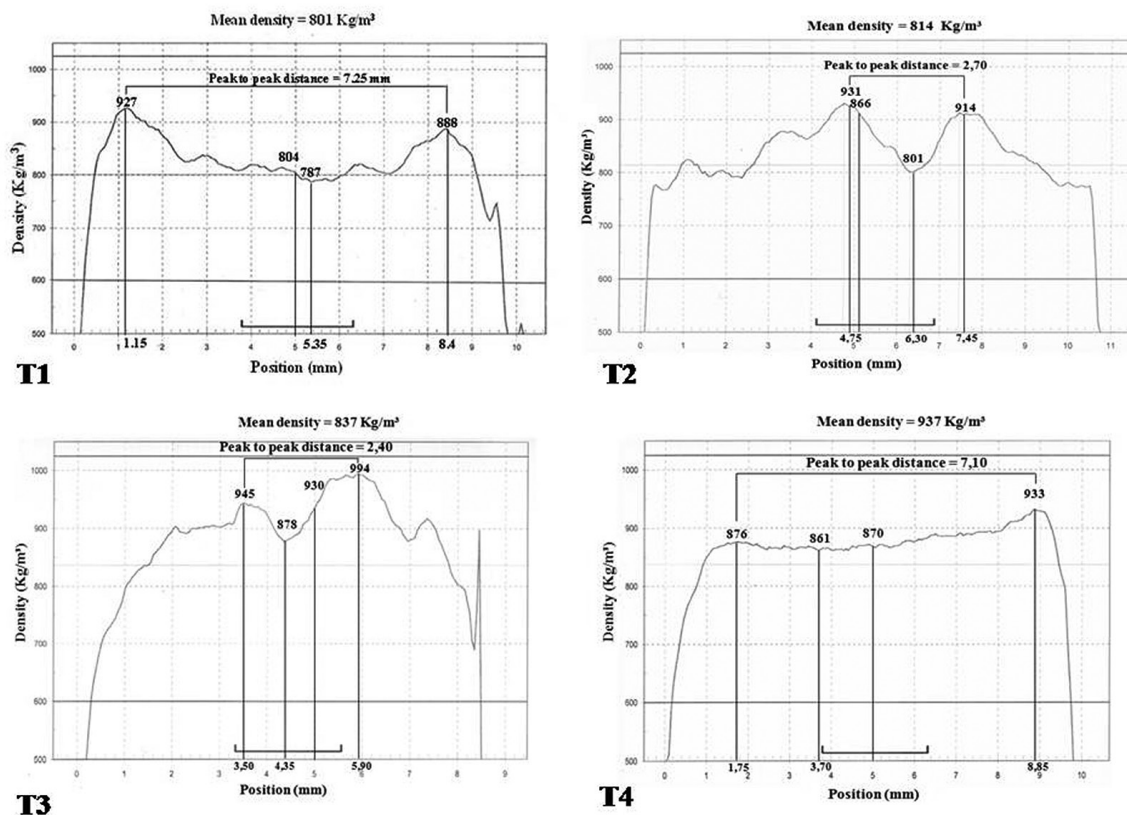 Mean density = 801 Kg/m³
Peak to peak distance = 7.25 mm
927
888
804
787
Density (Kg/m³)
1000
900
800
700
600
500
0 1 2 3 4 5 6 7 8 9 10
1.15 5.35 8.4
Position (mm)
T1
Mean density = 814 Kg/m³
Peak to peak distance = 2,70
931
866
914
801
Density (Kg/m³)
1000
900
800
700
600
500
0 1 2 3 4 5 6 7 8 9 10 11
4,75 6,30 7,45
Position (mm)
T2
Mean density = 837 Kg/m³
Peak to peak distance = 2,40
994
945
930
878
Density (Kg/m³)
1000
900
800
700
600
500
0 1 2 3 4 5 6 7 8 9
3,50 4,35 5,90
Position (mm)
T3
Mean density = 937 Kg/m³
Peak to peak distance = 7,10
933
876
861
870
Density (Kg/m³)
1000
900
800
700
600
500
0 1 2 3 4 5 6 7 8 9 10
1,75 3,70 8,85
Position (mm)
T4